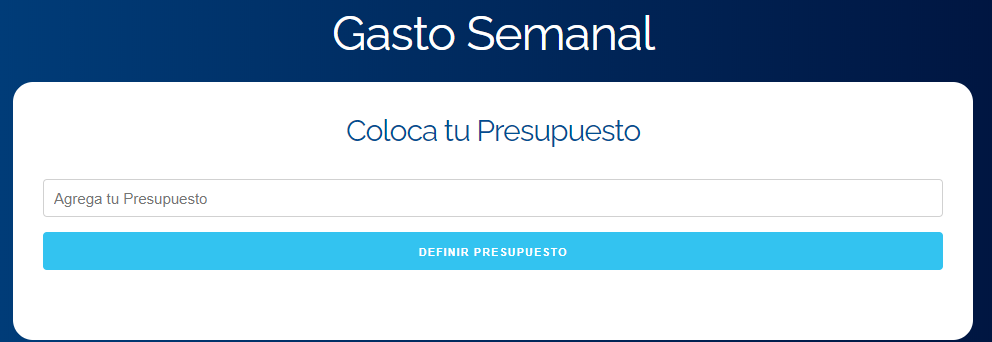 Gasto Semanal
Coloca tu Presupuesto
Agrega tu Presupuesto
DEFINIR PRESUPUESTO